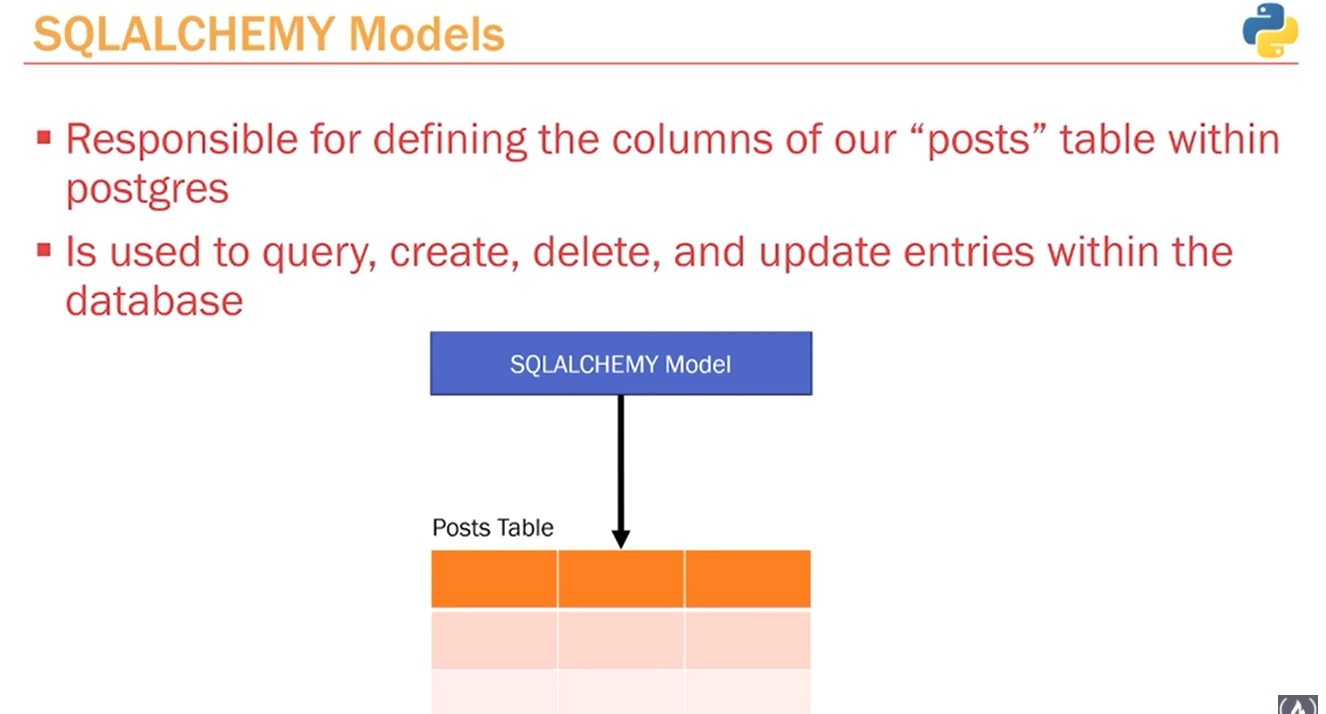 SQLALCHEMY Models
▪ Responsible for defining the columns of our “posts” table within
postgres
▪ Is used to query, create, delete, and update entries within the
database
SQLALCHEMY Model
Posts Table